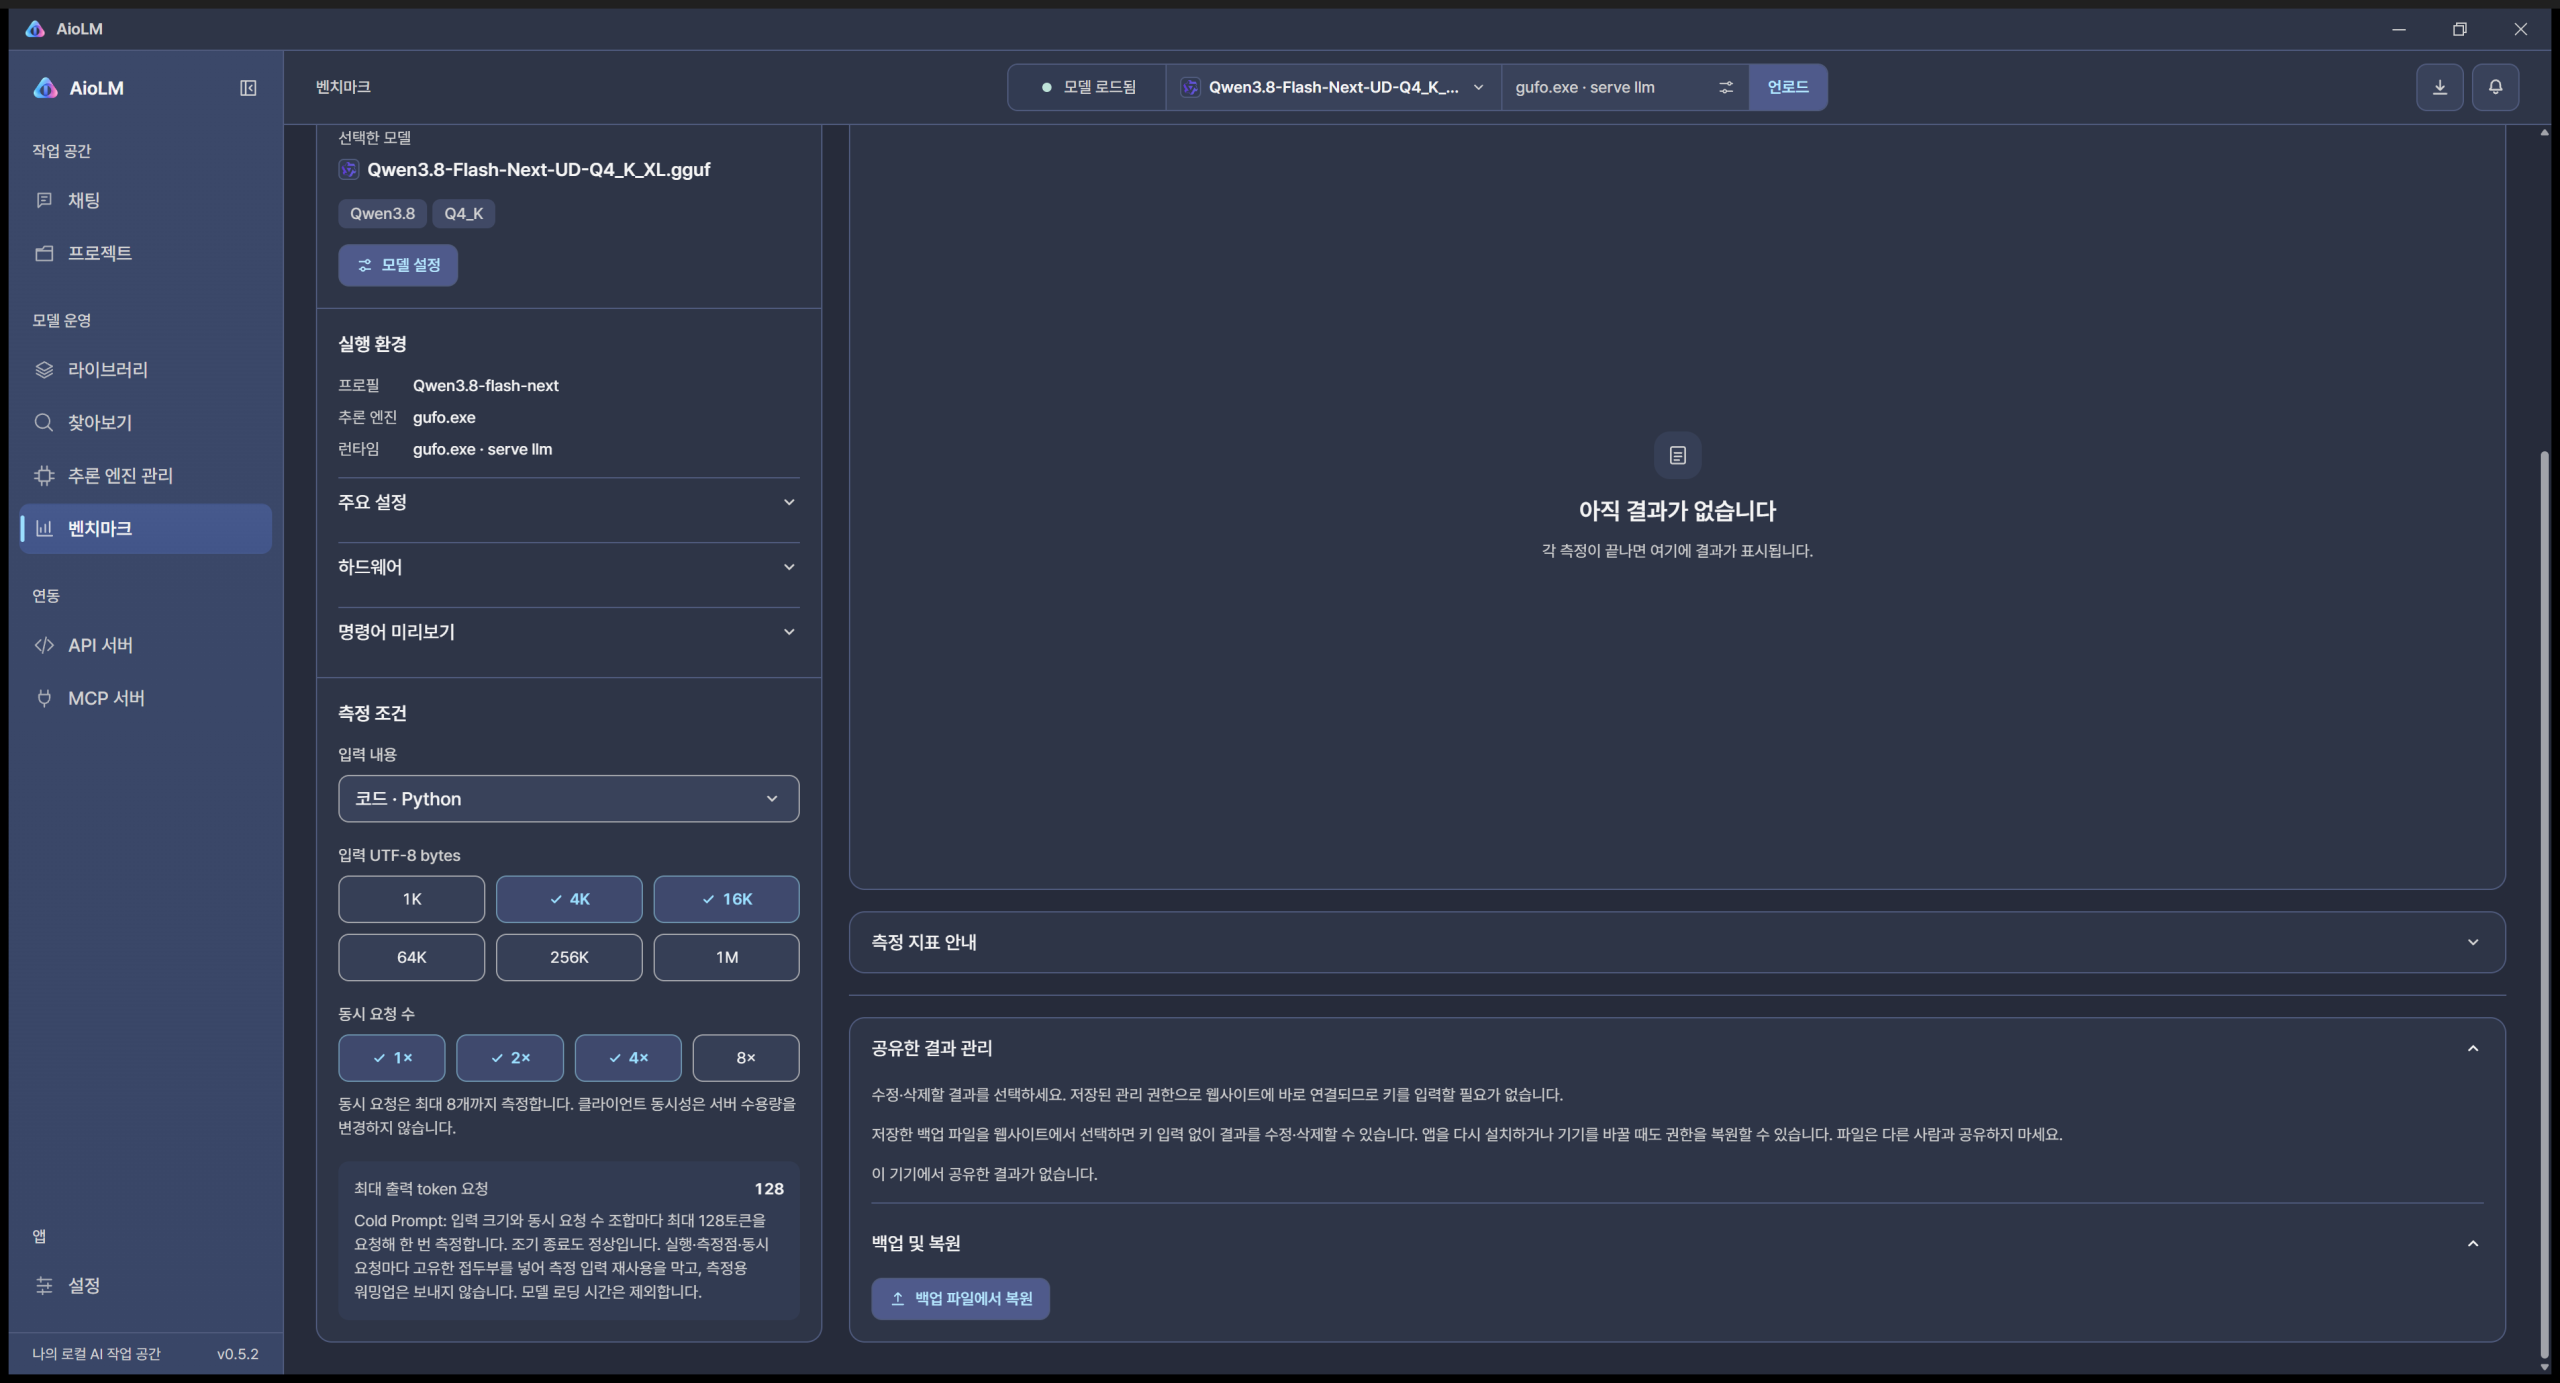 AioLM
AioLM
작업 공간
채팅
프로젝트
모델 운영
라이브러리
찾아보기
추론 엔진 관리
벤치마크
연동
API 서버
MCP 서버
앱
설정
나의 로컬 AI 작업 공간 v0.5.2
벤치마크
모델 로드됨
Qwen3.8-Flash-Next-UD-Q4_K_...
gufo.exe · serve llm
언로드
선택한 모델
Qwen3.8-Flash-Next-UD-Q4_K_XL.gguf
Qwen3.8 Q4_K
모델 설정
실행 환경
프로필 Qwen3.8-flash-next
추론 엔진 gufo.exe
런타임 gufo.exe · serve llm
주요 설정
하드웨어
명령어 미리보기
측정 조건
입력 내용
코드 · Python
입력 UTF-8 bytes
1K 4K 16K
64K 256K 1M
동시 요청 수
1× 2× 4× 8×
동시 요청은 최대 8개까지 측정합니다. 클라이언트 동시성은 서버 수용량을
변경하지 않습니다.
최대 출력 token 요청 128
Cold Prompt: 입력 크기와 동시 요청 수 조합마다 최대 128토큰을
요청해 한 번 측정합니다. 조기 종료도 정상입니다. 실행·측정점·동시
요청마다 고유한 접두부를 넣어 측정 입력 재사용을 막고, 측정용
워밍업은 보내지 않습니다. 모델 로딩 시간은 제외합니다.
아직 결과가 없습니다
각 측정이 끝나면 여기에 결과가 표시됩니다.
측정 지표 안내
공유한 결과 관리
수정·삭제할 결과를 선택하세요. 저장된 관리 권한으로 웹사이트에 바로 연결되므로 키를 입력할 필요가 없습니다.
저장한 백업 파일을 웹사이트에서 선택하면 키 입력 없이 결과를 수정·삭제할 수 있습니다. 앱을 다시 설치하거나 기기를 바꿀 때도 권한을 복원할 수 있습니다. 파일은 다른 사람과 공유하지 마세요.
이 기기에서 공유한 결과가 없습니다.
백업 및 복원
백업 파일에서 복원